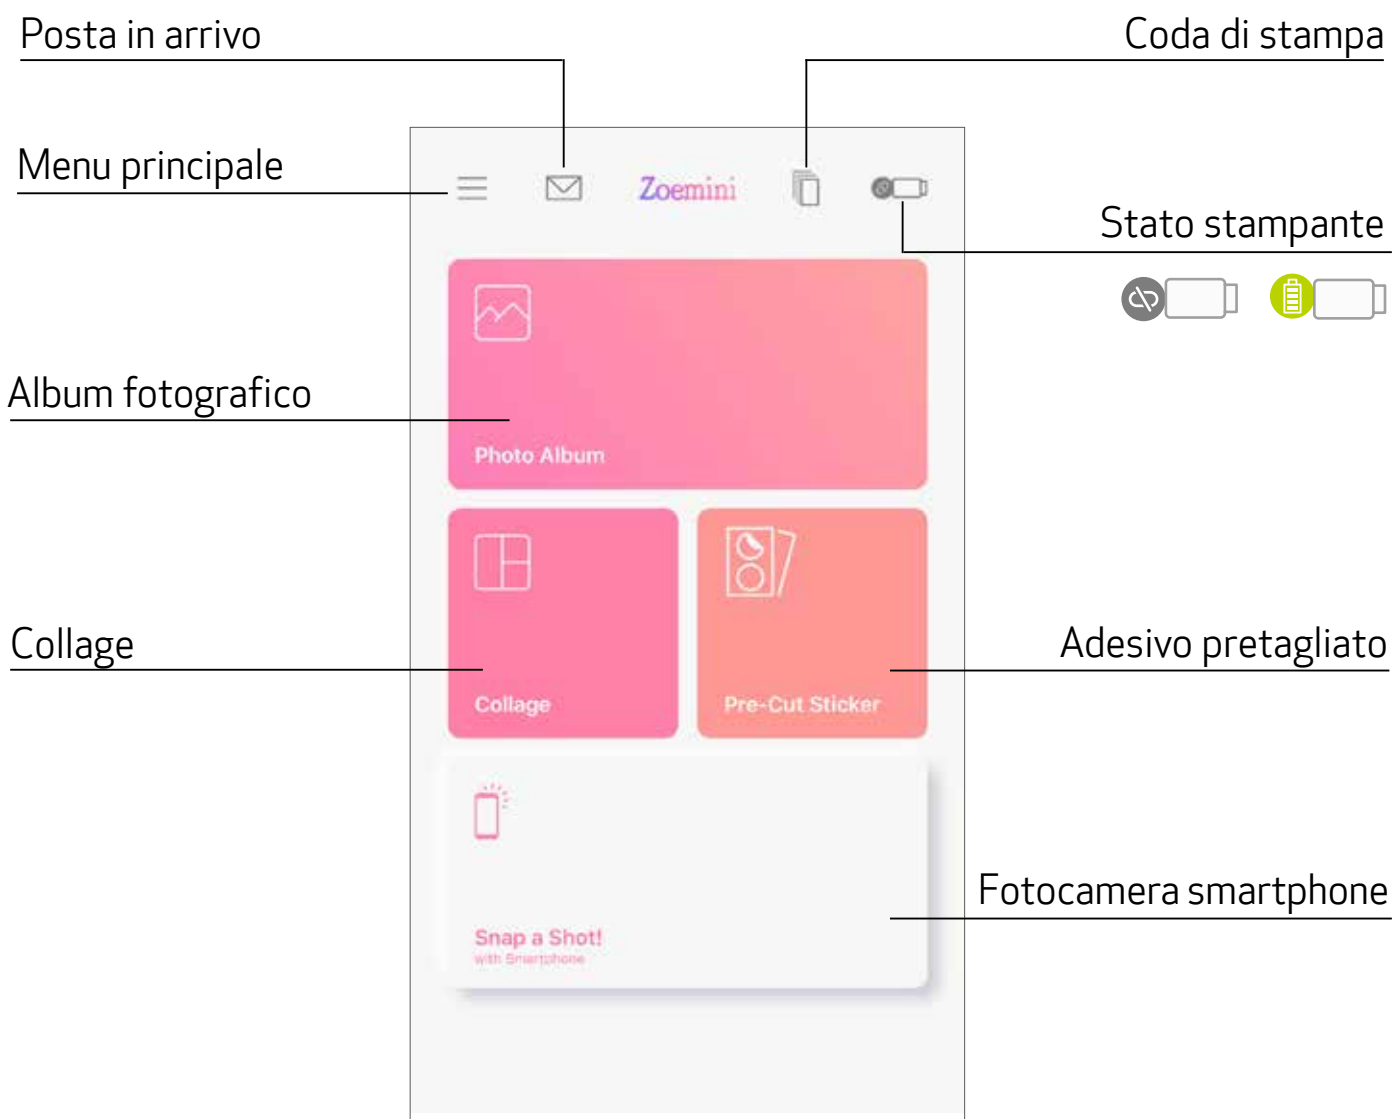 Posta in arrivo
Coda di stampa
Menu principale
Zoemini
Stato stampante
Album fotografico
Photo Album
Collage
Adesivo pretagliato
Collage
Pre-Cut Sticker
Fotocamera smartphone
Snap a Shot!
with Smartphone